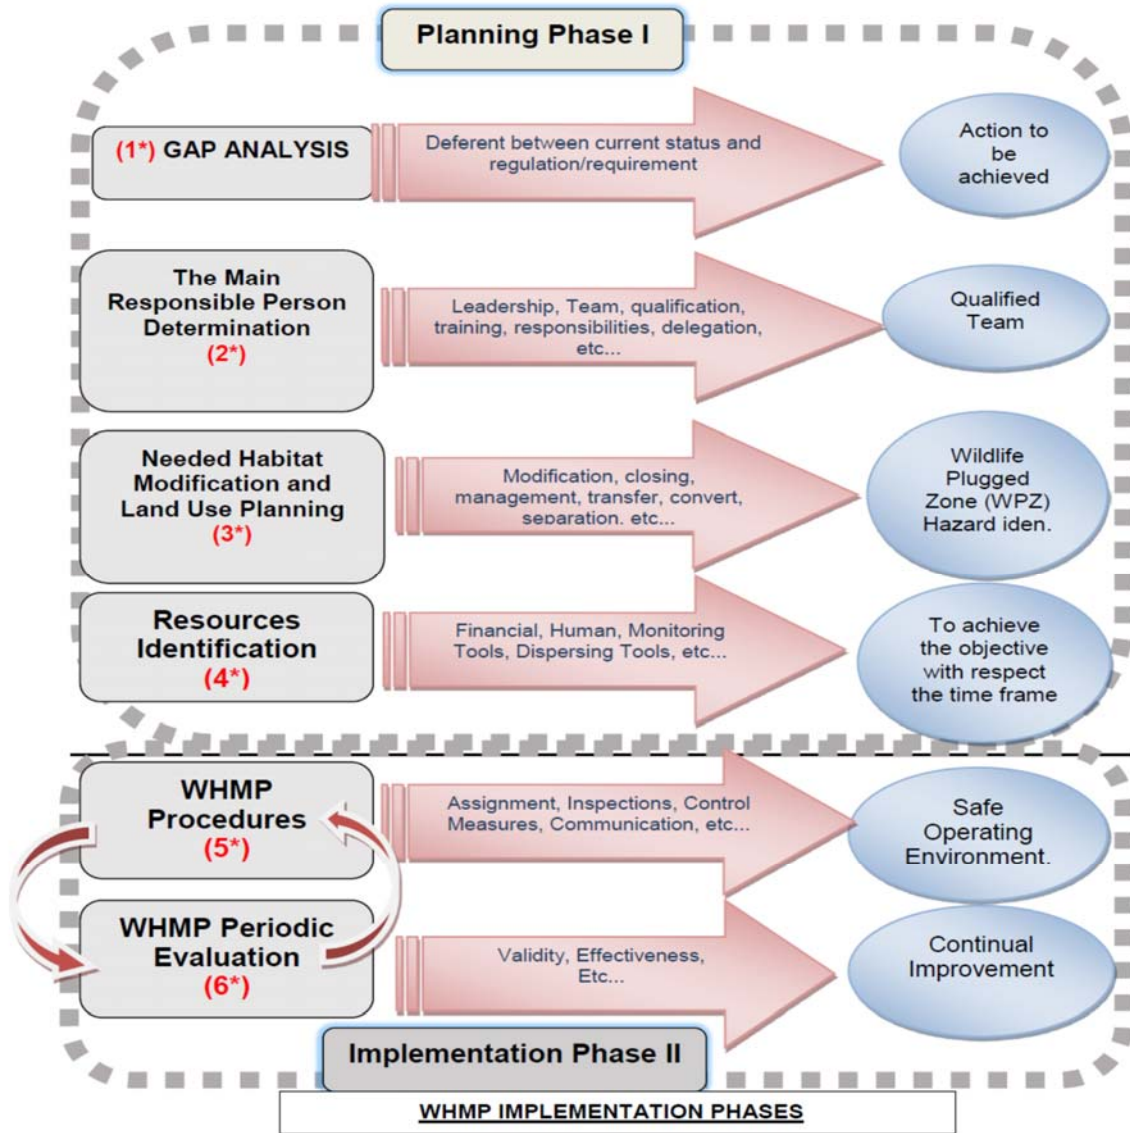 Planning Phase I
(1*) GAP ANALYSIS
Deferent between current status and
regulation/requirement
Action to
be
achieved
The Main
Responsible Person
Determination
(2*)
Leadership, Team, qualification,
training, responsibilities, delegation,
etc...
Qualified
Team
Needed Habitat
Modification and
Land Use Planning
(3*)
Modification, closing,
management, transfer, convert,
separation, etc...
Wildlife
Plugged
Zone (WPZ)
Hazard iden.
Resources
Identification
(4*)
Financial, Human, Monitoring
Tools, Dispersing Tools, etc...
To achieve
the objective
with respect
the time frame
WHMP
Procedures
(5*)
Assignment, Inspections, Control
Measures, Communication, etc...
Safe
Operating
Environment.
WHMP Periodic
Evaluation
(6*)
Validity, Effectiveness,
Etc...
Continual
Improvement
Implementation Phase II
WHMP IMPLEMENTATION PHASES